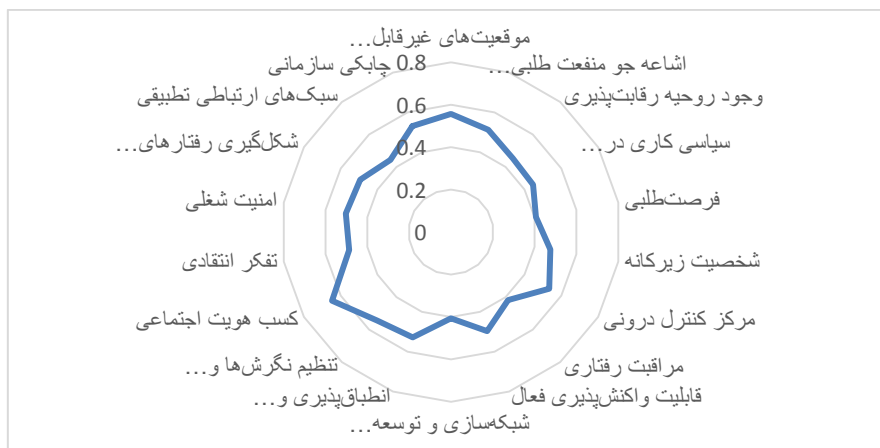 موقعیت‌های غیرقابل...
اشاعه جو منفعت طلبی...
وجود روحیه رقابت‌پذیری
سیاسی کاری در...
فرصت‌طلبی
شخصیت زیرکانه
مرکز کنترل درونی
مراقبت رفتاری
قابلیت واکنش‌پذیری فعال
شبکه‌سازی و توسعه...
انطباق‌پذیری و...
تنظیم نگرش‌ها و...
کسب هویت اجتماعی
تفکر انتقادی
امنیت شغلی
شکل‌گیری رفتارهای...
سبک‌های ارتباطی تطبیقی
چابکی سازمانی
0.8
0.6
0.4
0.2
0